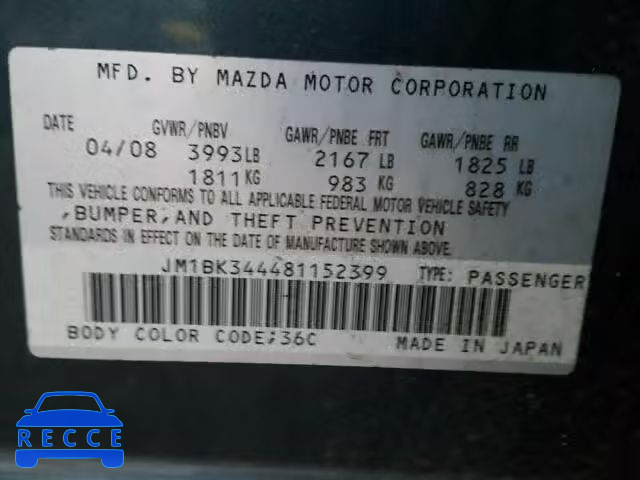 MFD. BY MAZDA MOTOR CORPORATION
DATE GVWR/PNBV GAWR/PNBE FRT GAWR/PNBE RR
04/08 3993LB 2167 LB 1825 LB
1811KG 983 KG 828 KG
THIS VEHICLE CONFORMS TO ALL APPLICABLE FEDERAL MOTOR VEHICLE SAFETY
,BUMPER,AND THEFT PREVENTION
STANDARDS IN EFFECT ON THE DATE OF MANUFACTURE SHOWN ABOVE.
JM1BK344481152399 TYPE: PASSENGER
BODY COLOR CODE;36C MADE IN JAPAN
RECCE